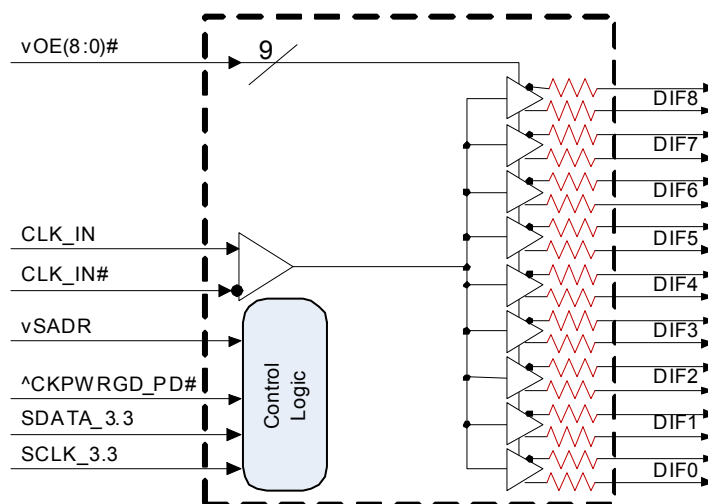 vOE(8:0)#
9
DIF8
DIF7
DIF6
DIF5
DIF4
DIF3
DIF2
DIF1
DIF0
CLK_IN
CLK_IN#
vSADR
^CKPWRGD_PD#
SDATA_3.3
SCLK_3.3
Control
Logic